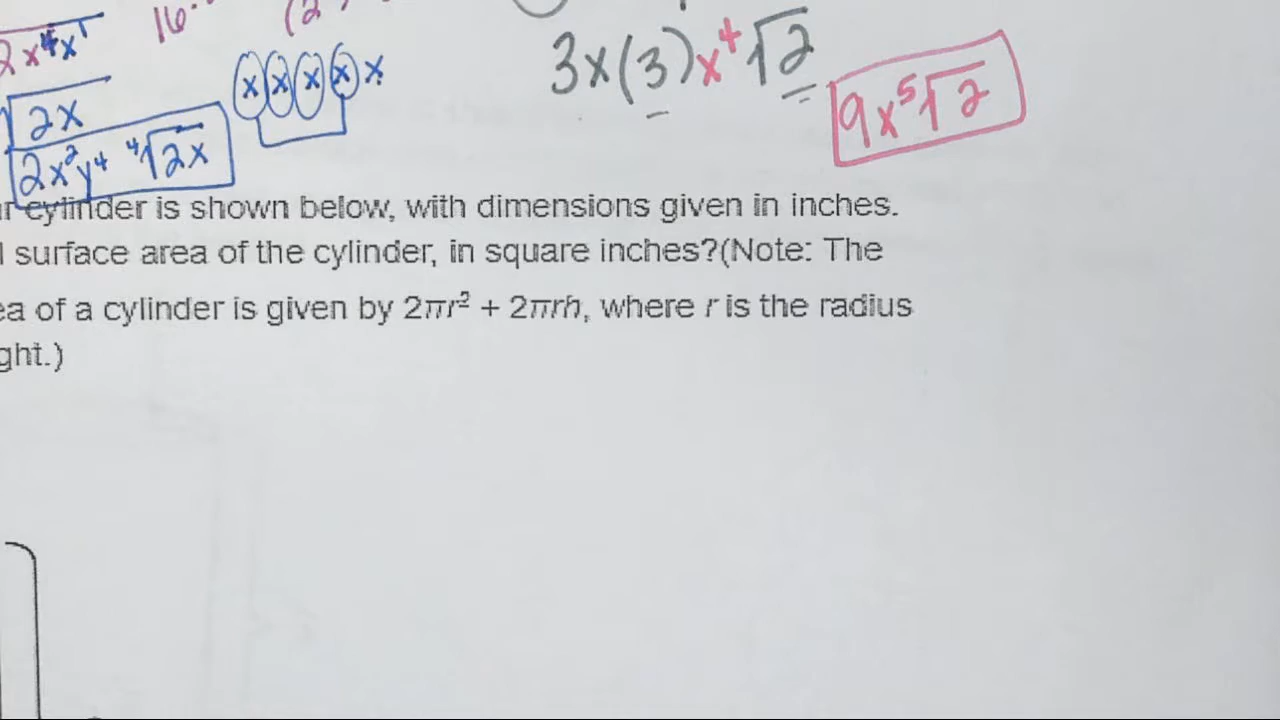 2x⁴x¹
16
(2
3x(3)x⁴√2
9x⁵√2
x x x x x
√2x
2x²y⁴ ⁴√2x
r cylinder is shown below, with dimensions given in inches.
l surface area of the cylinder, in square inches?(Note: The
ea of a cylinder is given by 2πr² + 2πrh, where r is the radius
ght.)